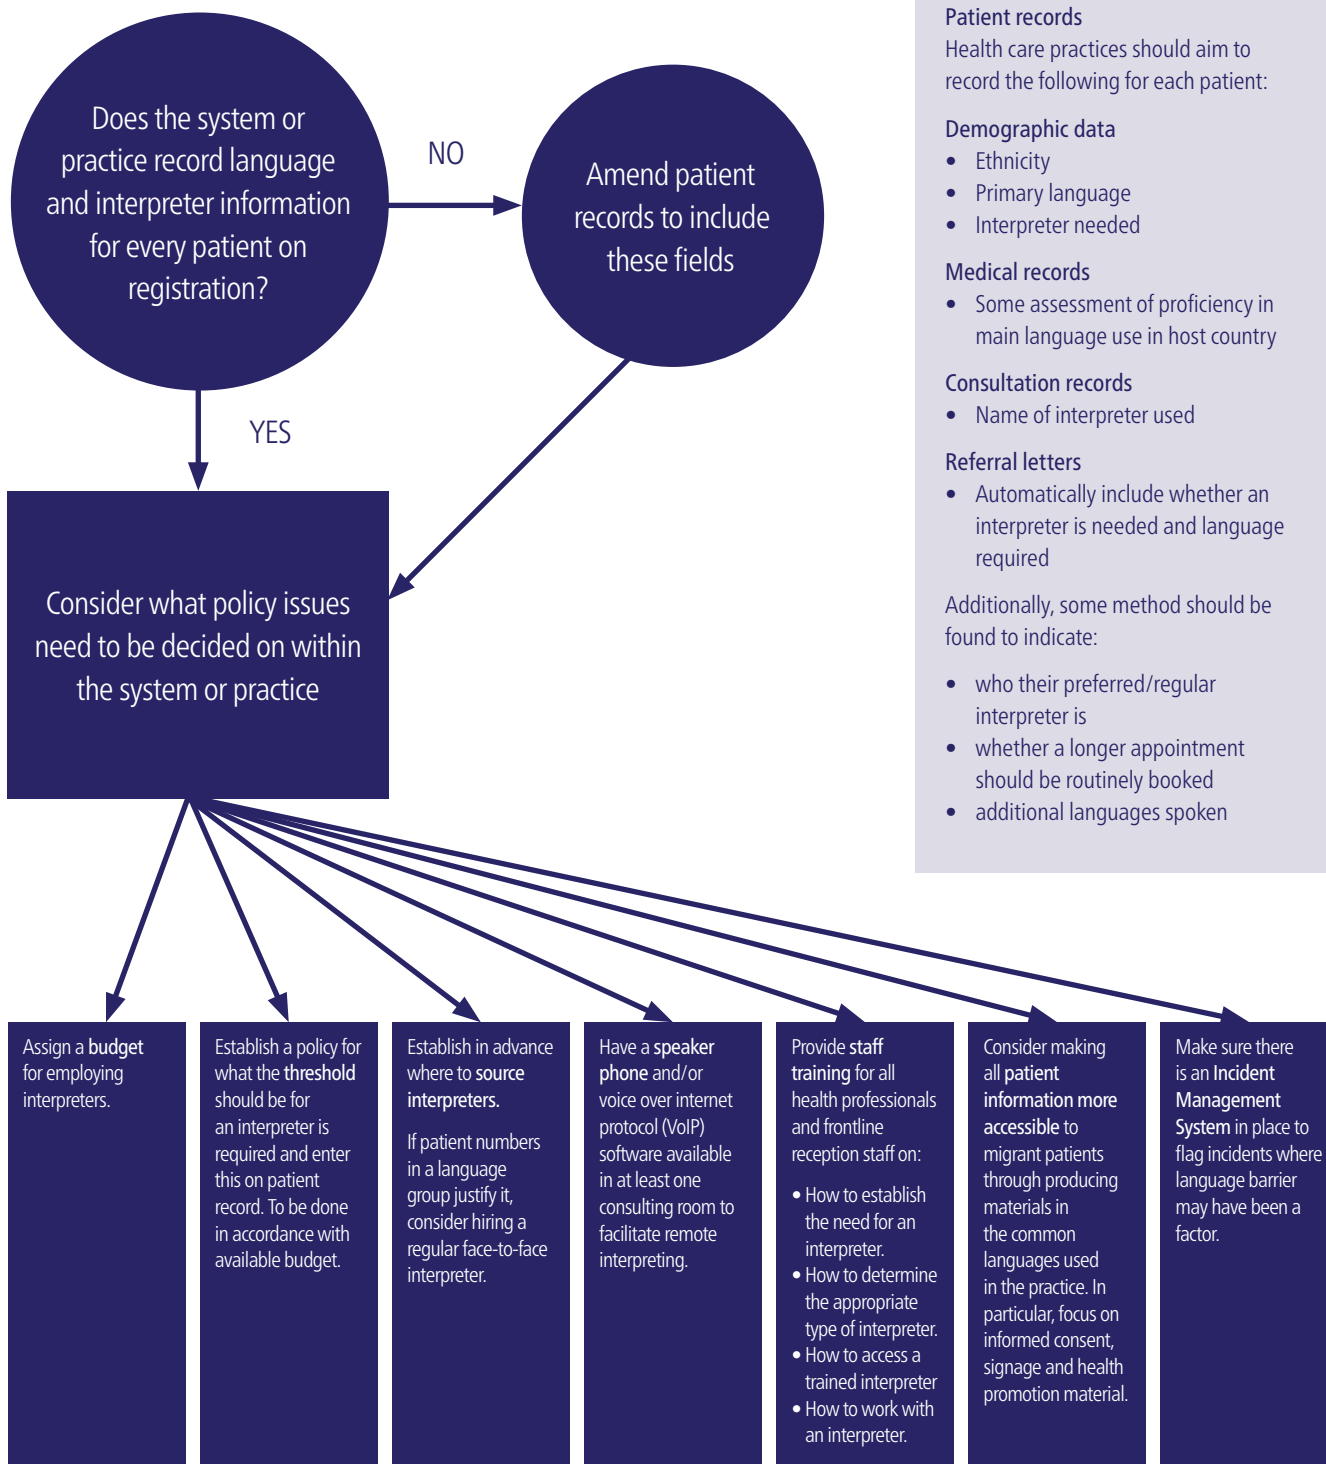 Does the system or
practice record language
and interpreter information
for every patient on
registration?
NO
Amend patient
records to include
these fields
YES
Consider what policy issues
need to be decided on within
the system or practice
Patient records
Health care practices should aim to
record the following for each patient:
Demographic data
• Ethnicity
• Primary language
• Interpreter needed
Medical records
• Some assessment of proficiency in
main language use in host country
Consultation records
• Name of interpreter used
Referral letters
• Automatically include whether an
interpreter is needed and language
required
Additionally, some method should be
found to indicate:
• who their preferred/regular
interpreter is
• whether a longer appointment
should be routinely booked
• additional languages spoken
Assign a budget
for employing
interpreters.
Establish a policy for
what the threshold
should be for
an interpreter is
required and enter
this on patient
record. To be done
in accordance with
available budget.
Establish in advance
where to source
interpreters.
If patient numbers
in a language
group justify it,
consider hiring a
regular face-to-face
interpreter.
Have a speaker
phone and/or
voice over internet
protocol (VoIP)
software available
in at least one
consulting room to
facilitate remote
interpreting.
Provide staff
training for all
health professionals
and frontline
reception staff on:
• How to establish
the need for an
interpreter.
• How to determine
the appropriate
type of interpreter.
• How to access a
trained interpreter
• How to work with
an interpreter.
Consider making
all patient
information more
accessible to
migrant patients
through producing
materials in
the common
languages used
in the practice. In
particular, focus on
informed consent,
signage and health
promotion material.
Make sure there
is an Incident
Management
System in place to
flag incidents where
language barrier
may have been a
factor.